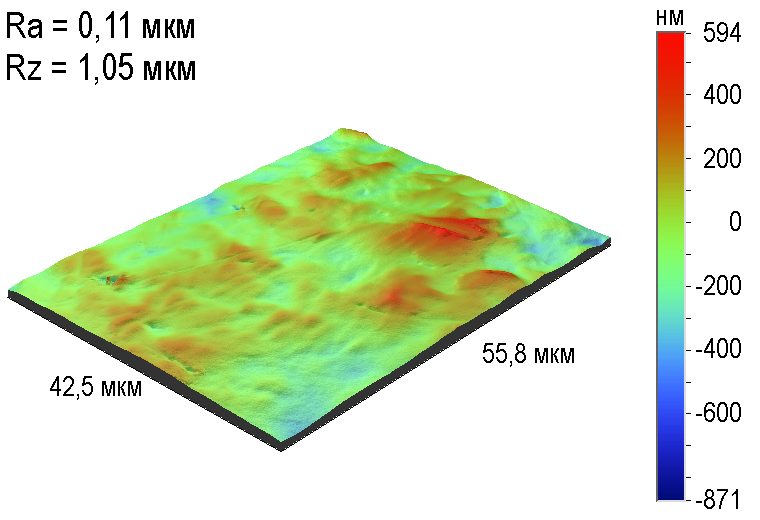 Ra = 0,11 мкм
Rz = 1,05 мкм
нм
594
400
200
0
-200
-400
-600
-871
55,8 мкм
42,5 мкм